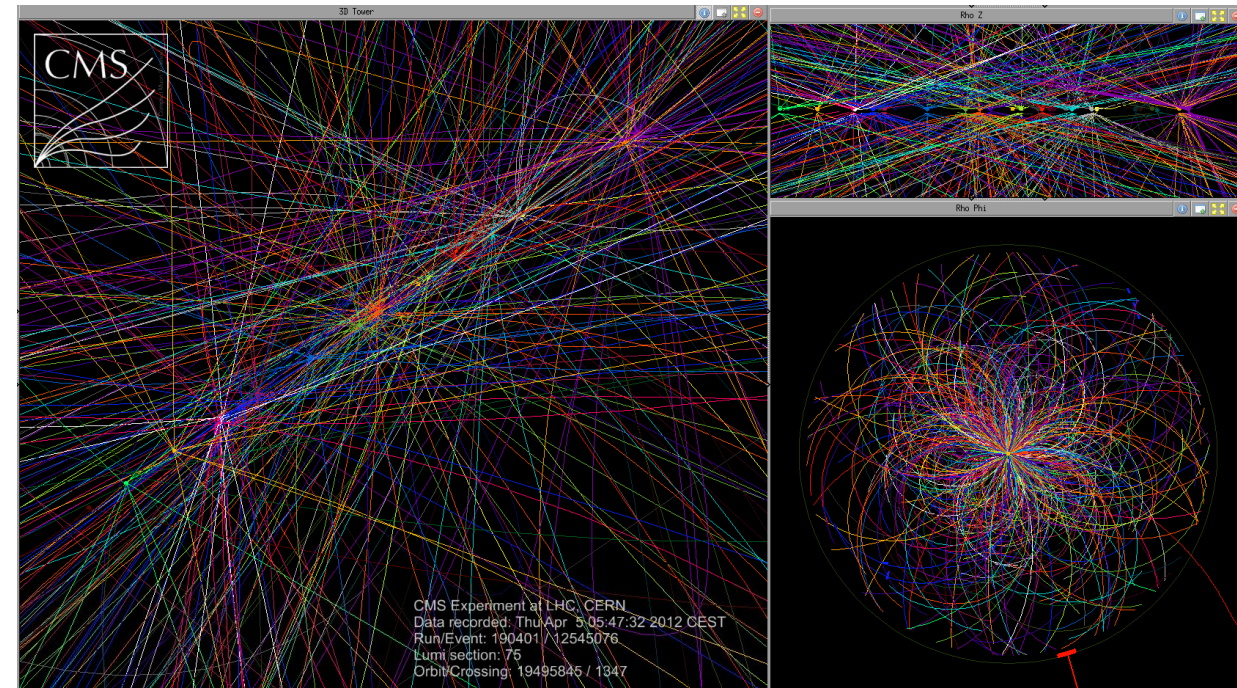 3D Tower
CMS
CMS Experiment at LHC, CERN
Data recorded: Thu Apr 5 05:47:32 2012 CEST
Run/Event: 190401 / 12545076
Lumi section: 75
Orbit/Crossing: 19495845 / 1347
Rho Z
Rho Phi